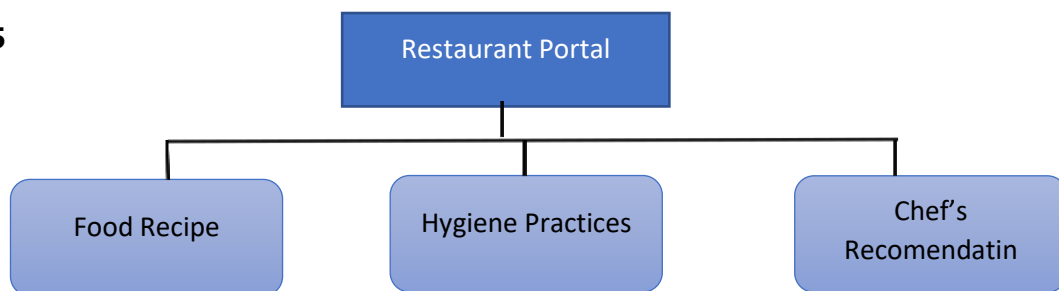 Restaurant Portal
Food Recipe
Hygiene Practices
Chef’s
Recomendatin